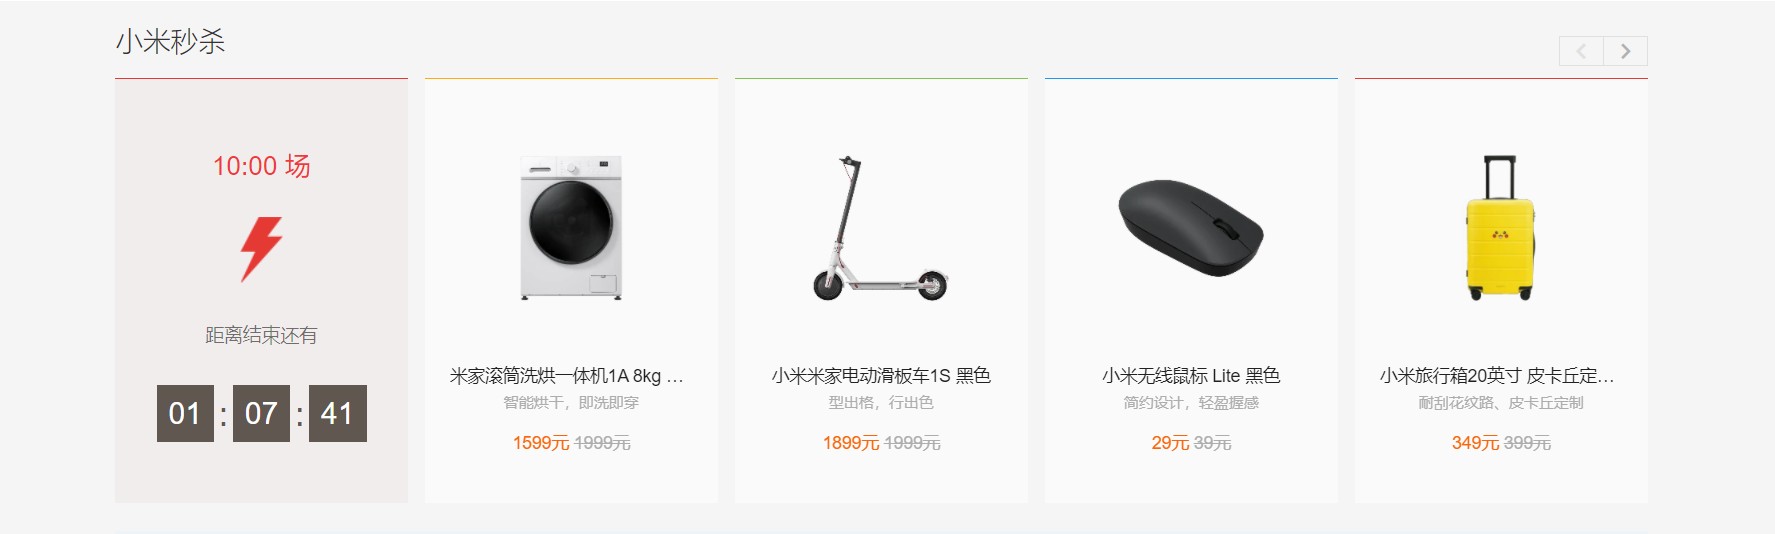 小米秒杀
10:00 场
距离结束还有
01 : 07 : 41
米家滚筒洗烘一体机1A 8kg ...
智能烘干，即洗即穿
1599元 1999元
小米米家电动滑板车1S 黑色
型出格，行出色
1899元 1999元
小米无线鼠标 Lite 黑色
简约设计，轻盈握感
29元 39元
小米旅行箱20英寸 皮卡丘定...
耐刮花纹路、皮卡丘定制
349元 399元